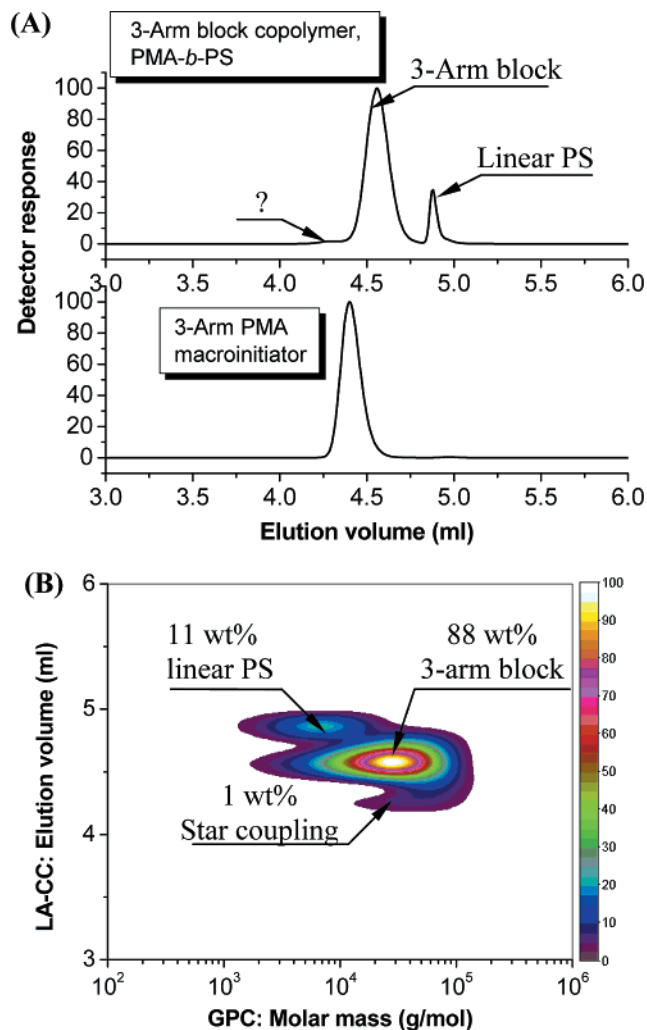 (A)
3-Arm block copolymer,
PMA-b-PS
3-Arm block
Linear PS
?
100
80
60
40
20
0
3.0 3.5 4.0 4.5 5.0 5.5 6.0
Detector response
3-Arm PMA
macroinitiator
100
80
60
40
20
0
3.0 3.5 4.0 4.5 5.0 5.5 6.0
Elution volume (ml)
(B)
6
5
4
3
LA-CC: Elution volume (ml)
11 wt%
linear PS
88 wt%
3-arm block
1 wt%
Star coupling
100
90
80
70
60
50
40
30
20
10
0
10² 10³ 10⁴ 10⁵ 10⁶
GPC: Molar mass (g/mol)